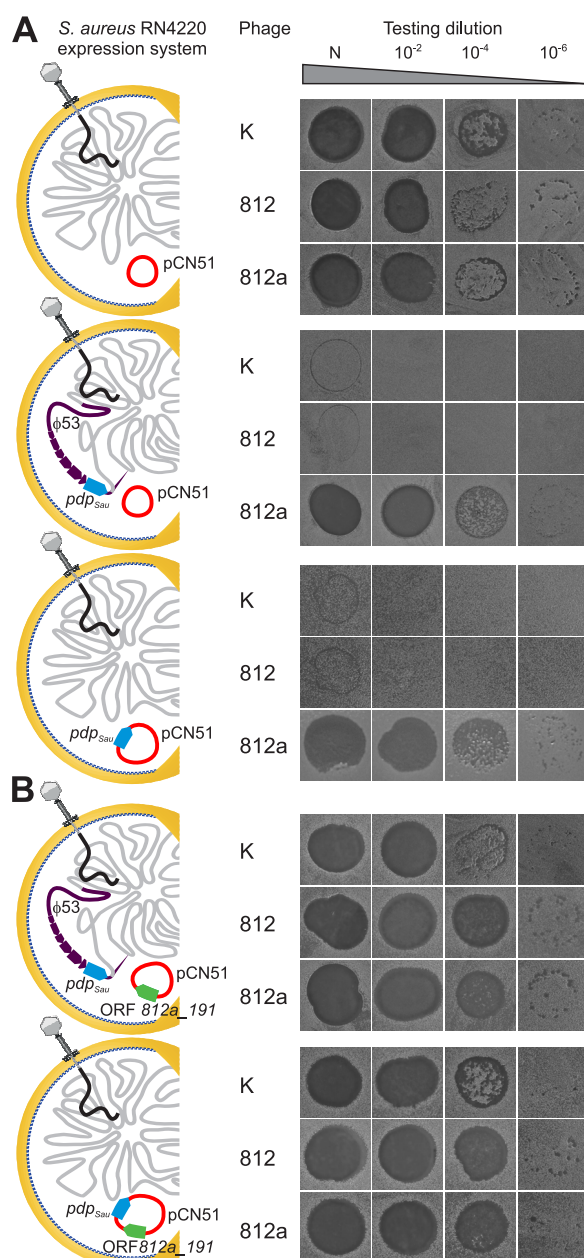 A
S. aureus RN4220
expression system
Phage
Testing dilution
N 10⁻² 10⁻⁴ 10⁻⁶
pCN51
K
812
812a
ϕ53
pdpSau
pCN51
K
812
812a
pdpSau
pCN51
K
812
812a
B
ϕ53
pdpSau
pCN51
ORF 812a_191
K
812
812a
pdpSau
pCN51
ORF812a_191
K
812
812a